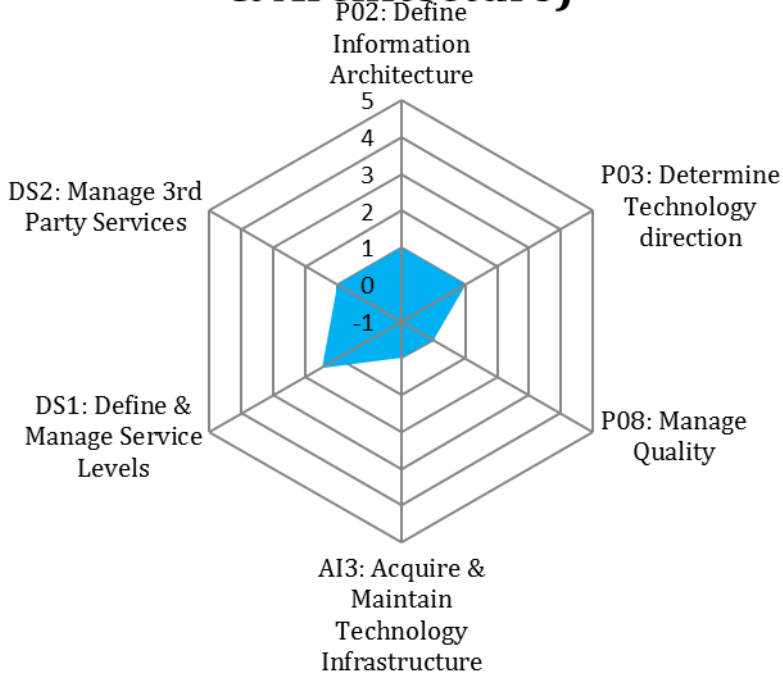 & Architecture)
P02: Define
Information
Architecture
5
4
3
2
1
0
-1
P03: Determine
Technology
direction
P08: Manage
Quality
AI3: Acquire &
Maintain
Technology
Infrastructure
DS1: Define &
Manage Service
Levels
DS2: Manage 3rd
Party Services